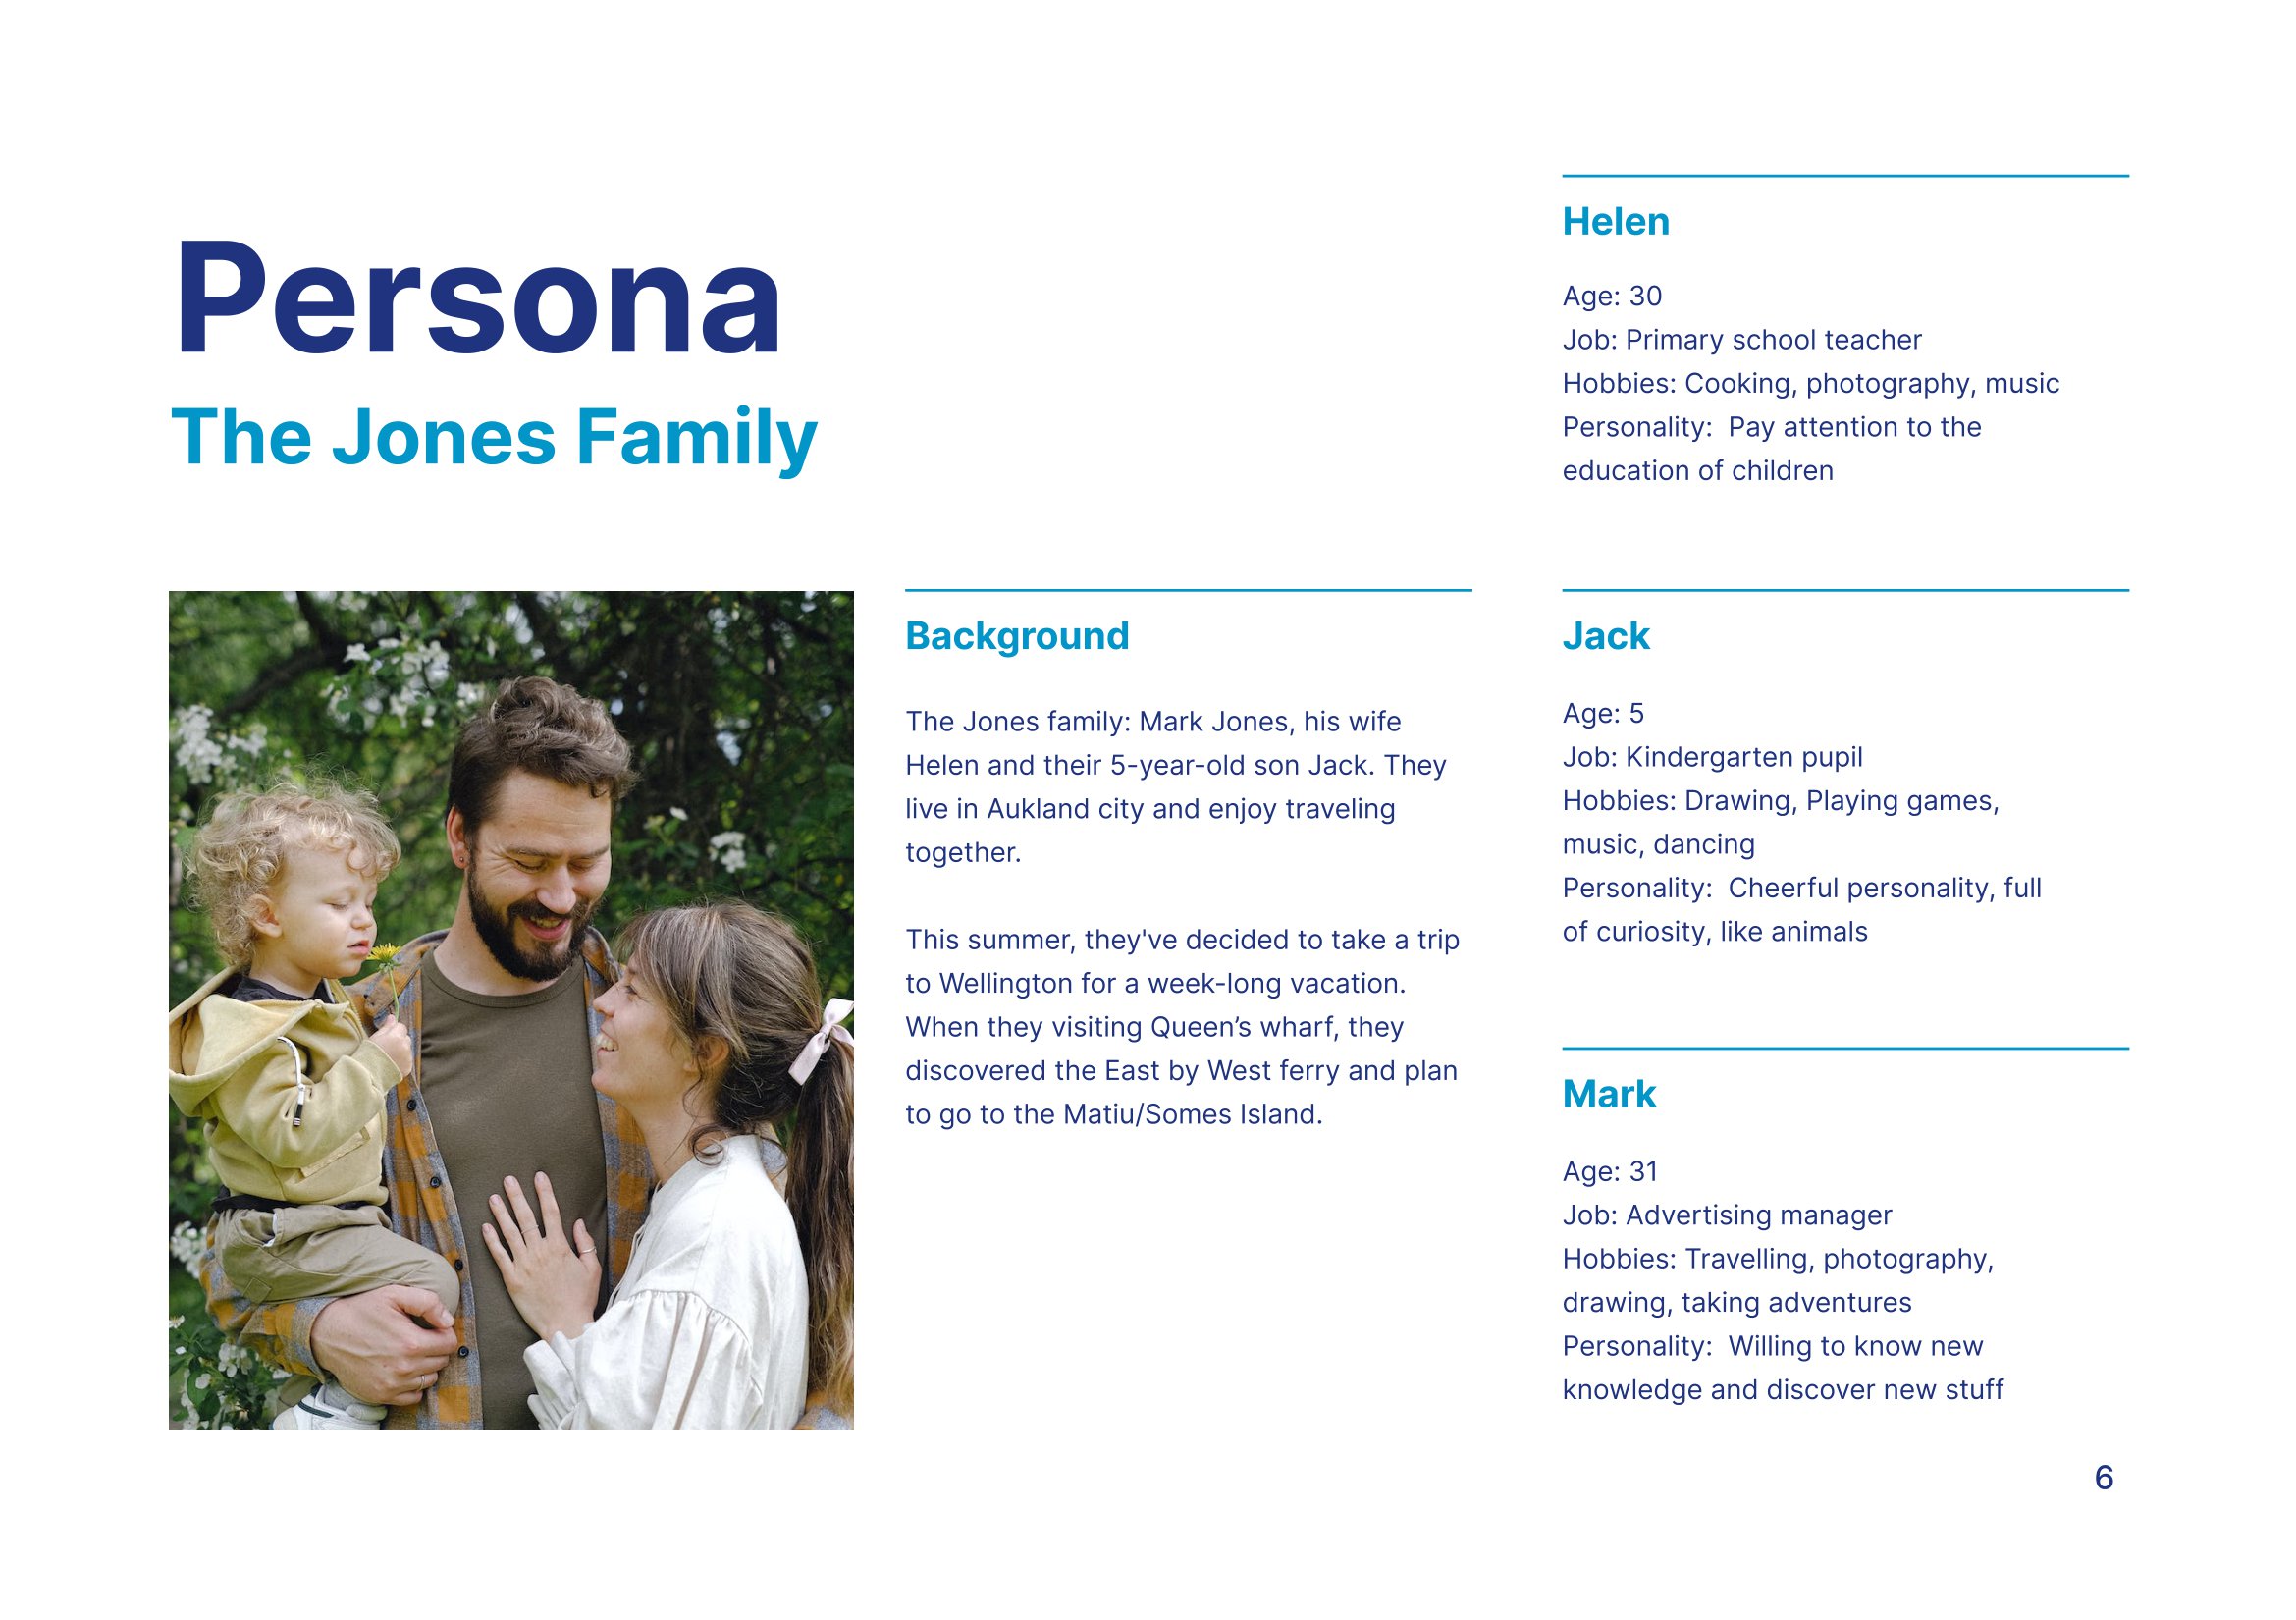 Persona
The Jones Family
Background
The Jones family: Mark Jones, his wife
Helen and their 5-year-old son Jack. They
live in Aukland city and enjoy traveling
together.
This summer, they've decided to take a trip
to Wellington for a week-long vacation.
When they visiting Queen’s wharf, they
discovered the East by West ferry and plan
to go to the Matiu/Somes Island.
Helen
Age: 30
Job: Primary school teacher
Hobbies: Cooking, photography, music
Personality:  Pay attention to the
education of children
Jack
Age: 5
Job: Kindergarten pupil
Hobbies: Drawing, Playing games,
music, dancing
Personality:  Cheerful personality, full
of curiosity, like animals
Mark
Age: 31
Job: Advertising manager
Hobbies: Travelling, photography,
drawing, taking adventures
Personality:  Willing to know new
knowledge and discover new stuff
6